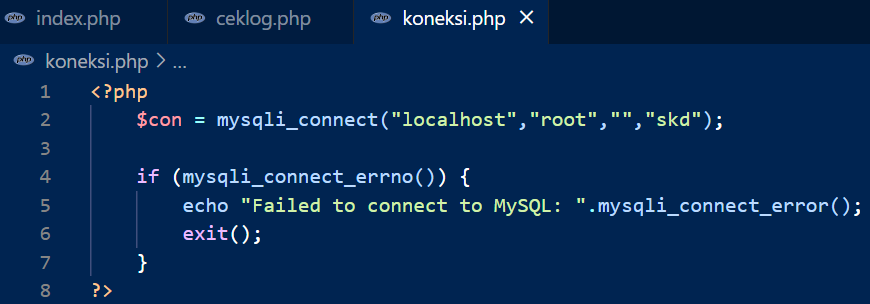 index.php ceklog.php koneksi.php ×
koneksi.php > ...
1 <?php
2 $con = mysqli_connect("localhost","root","","skd");
3
4 if (mysqli_connect_errno()) {
5 echo "Failed to connect to MySQL: ".mysqli_connect_error();
6 exit();
7 }
8 ?>